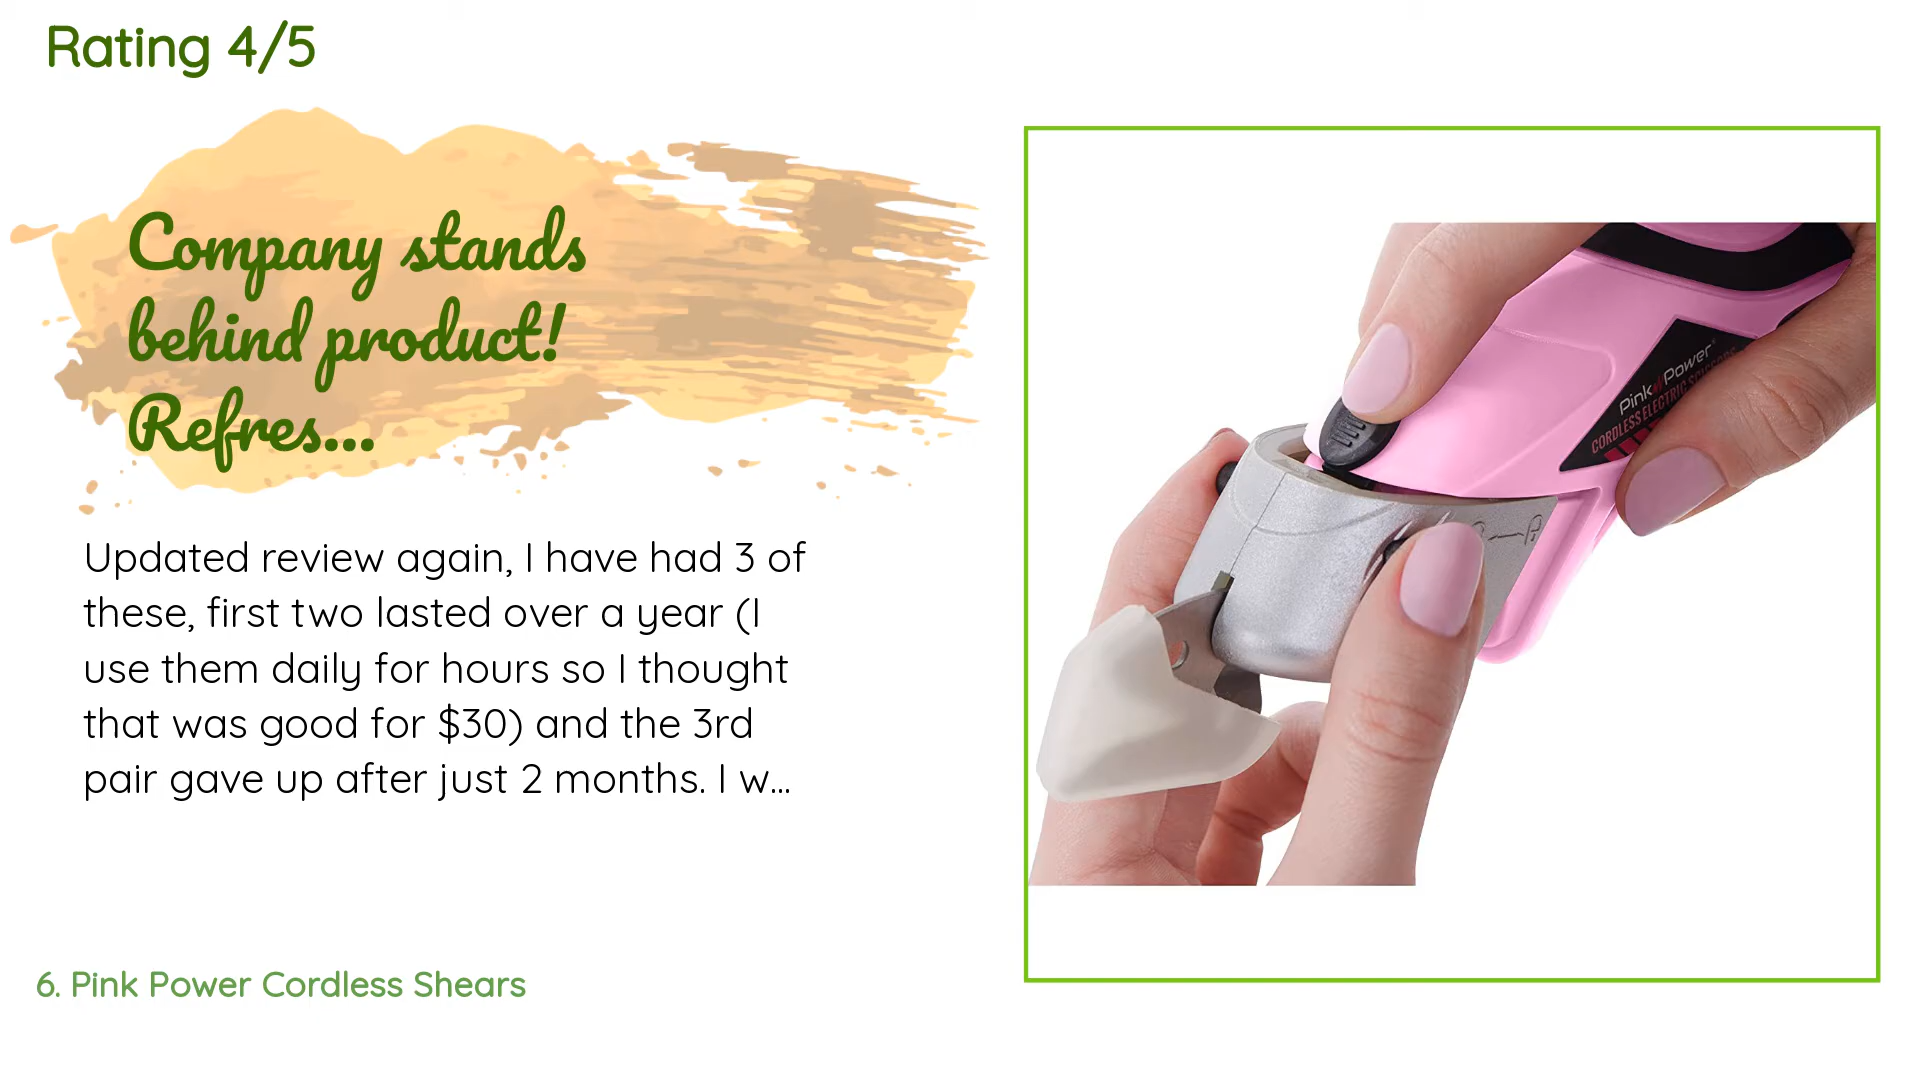 Rating 4/5
Company stands
behind product!
Refres...
Updated review again, I have had 3 of
these, first two lasted over a year (I
use them daily for hours so I thought
that was good for $30) and the 3rd
pair gave up after just 2 months. I w...
Pink Power
CORDLESS ELECTRIC SCISSORS
6. Pink Power Cordless Shears